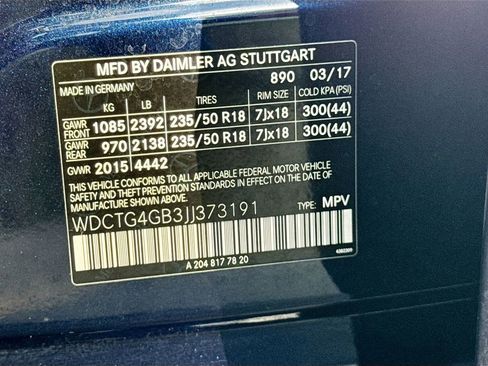 MFD BY DAIMLER AG STUTTGART
MADE IN GERMANY 890 03/17
KG LB TIRES RIM SIZE COLD KPA (PSI)
GAWR FRONT 1085 2392 235/50 R18 7Jx18 300(44)
GAWR REAR 970 2138 235/50 R18 7Jx18 300(44)
GVWR 2015 4442
THIS VEHICLE CONFORMS TO ALL APPLICABLE FEDERAL MOTOR VEHICLE
SAFETY AND THEFT PREVENTION STANDARDS IN EFFECT ON THE
DATE OF MANUFACTURE SHOWN ABOVE.
WDCTG4GB3JJ373191 TYPE: MPV
A 204 817 78 20